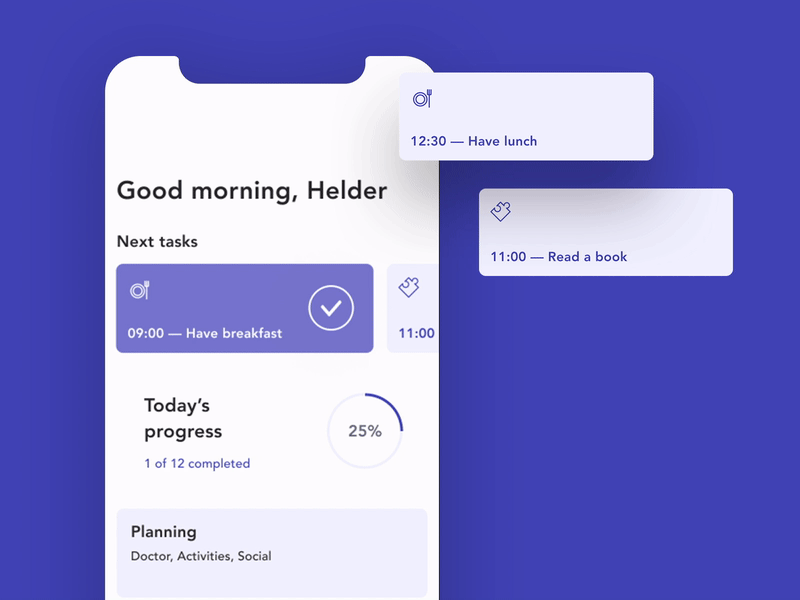 12:30 — Have lunch
Good morning, Helder
11:00 — Read a book
Next tasks
09:00 — Have breakfast
11:00
Today’s
progress
1 of 12 completed
25%
Planning
Doctor, Activities, Social